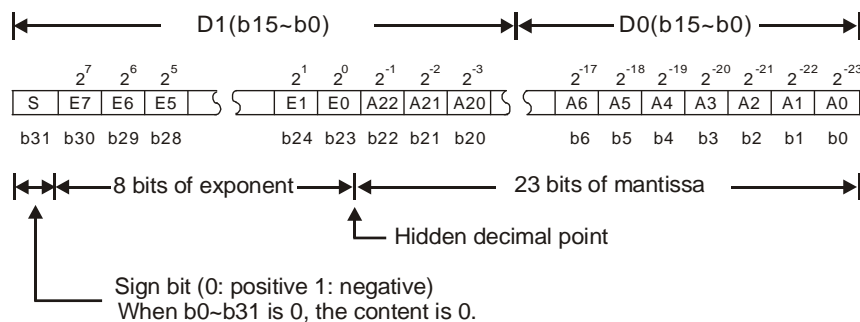 D1(b15~b0) D0(b15~b0)
2^7 2^6 2^5 2^1 2^0 2^-1 2^-2 2^-3 2^-17 2^-18 2^-19 2^-20 2^-21 2^-22 2^-23
S E7 E6 E5 E1 E0 A22 A21 A20 A6 A5 A4 A3 A2 A1 A0
b31 b30 b29 b28 b24 b23 b22 b21 b20 b6 b5 b4 b3 b2 b1 b0
8 bits of exponent 23 bits of mantissa
Hidden decimal point
Sign bit (0: positive 1: negative)
When b0~b31 is 0, the content is 0.